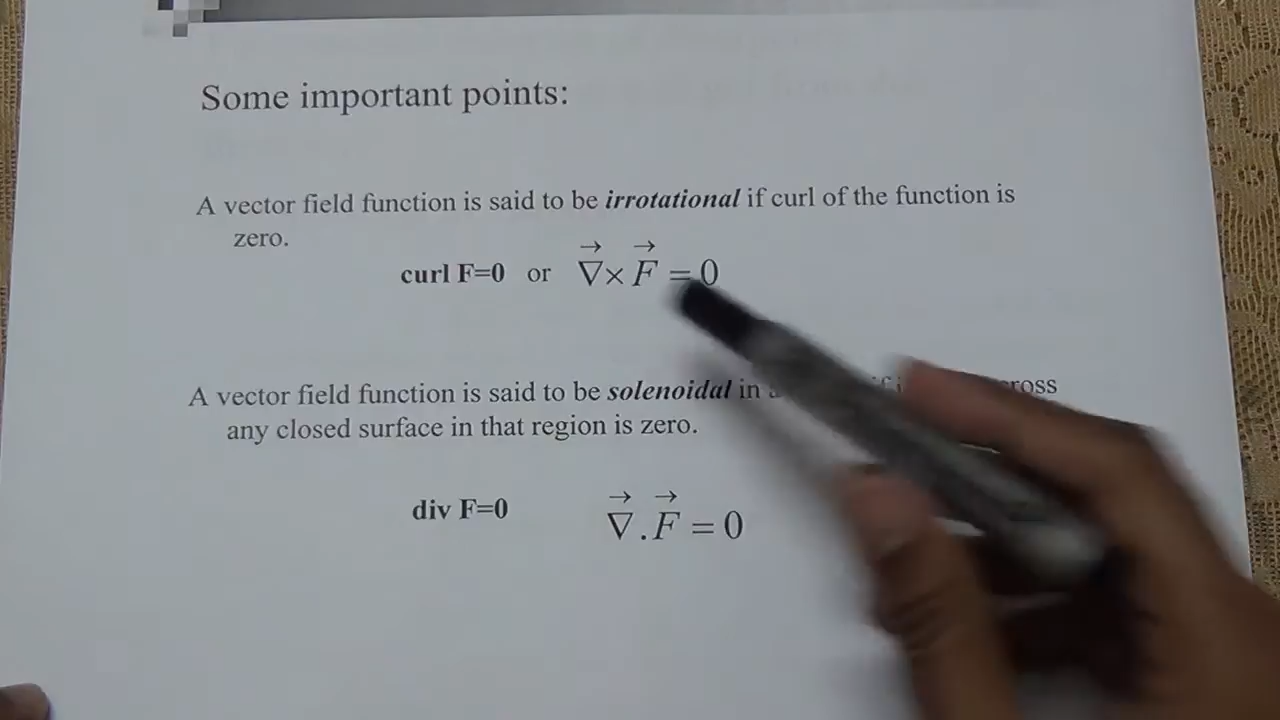 Some important points:
A vector field function is said to be irrotational if curl of the function is
zero.
curl F=0 or ∇⃗ × F⃗ = 0
A vector field function is said to be solenoidal in
any closed surface in that region is zero.
div F=0 ∇⃗ . F⃗ = 0